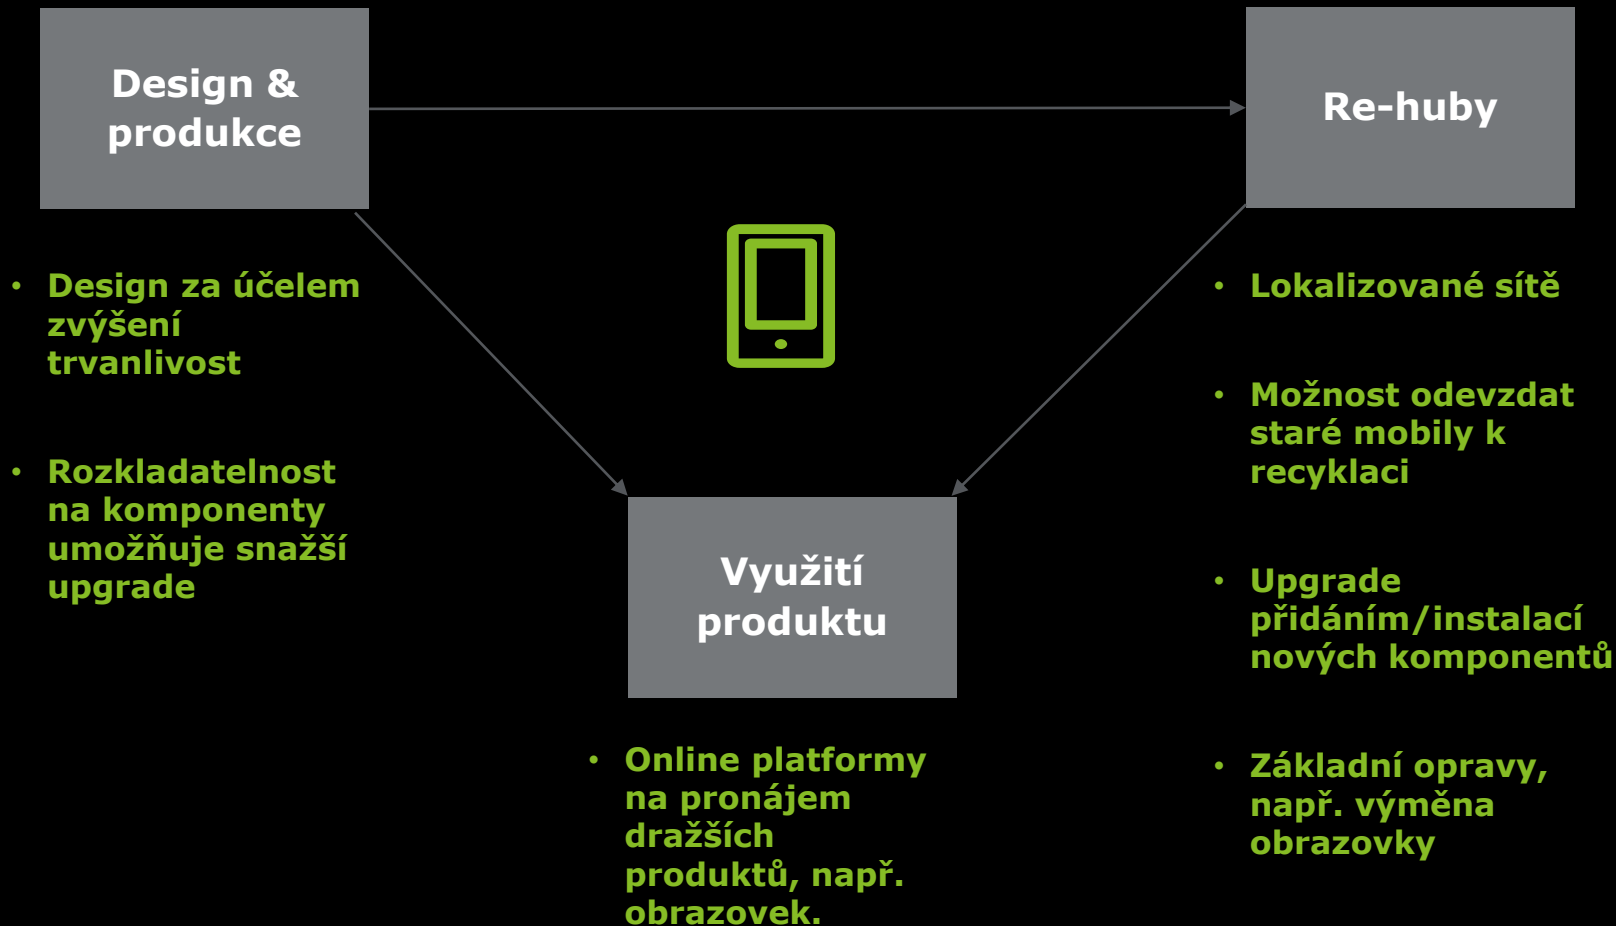 Design &
produkce
Re-huby
• Design za účelem
zvýšení
trvanlivost
• Rozkladatelnost
na komponenty
umožňuje snažší
upgrade
Využití
produktu
• Online platformy
na pronájem
dražších
produktů, např.
obrazovek.
• Lokalizované sítě
• Možnost odevzdat
staré mobily k
recyklaci
• Upgrade
přidáním/instalací
nových komponentů
• Základní opravy,
např. výměna
obrazovky